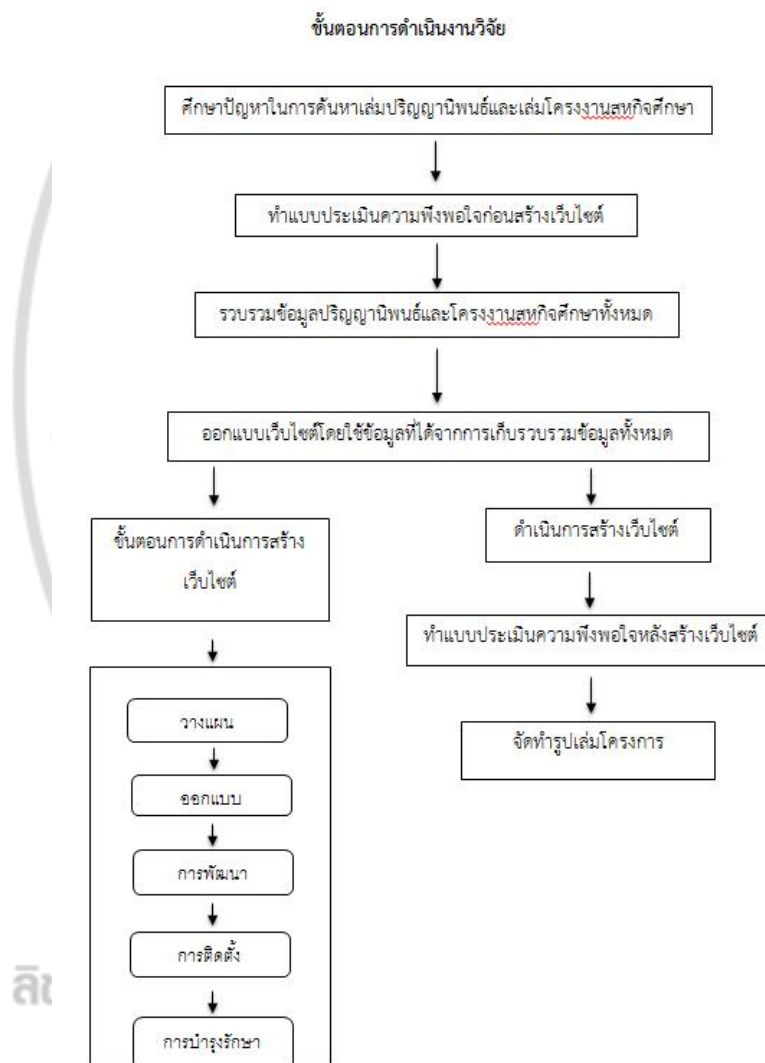 ขั้นตอนการดำเนินงานวิจัย
ศึกษาปัญหาในการค้นหาเล่มปริญญานิพนธ์และเล่มโครงงานสหกิจศึกษา
ทำแบบประเมินความพึงพอใจก่อนสร้างเว็บไซต์
รวบรวมข้อมูลปริญญานิพนธ์และโครงงานสหกิจศึกษาทั้งหมด
ออกแบบเว็บไซต์โดยใช้ข้อมูลที่ได้จากการเก็บรวบรวมข้อมูลทั้งหมด
ขั้นตอนการดำเนินการสร้าง
เว็บไซต์
วางแผน
ออกแบบ
การพัฒนา
การติดตั้ง
การบำรุงรักษา
ดำเนินการสร้างเว็บไซต์
ทำแบบประเมินความพึงพอใจหลังสร้างเว็บไซต์
จัดทำรูปเล่มโครงการ